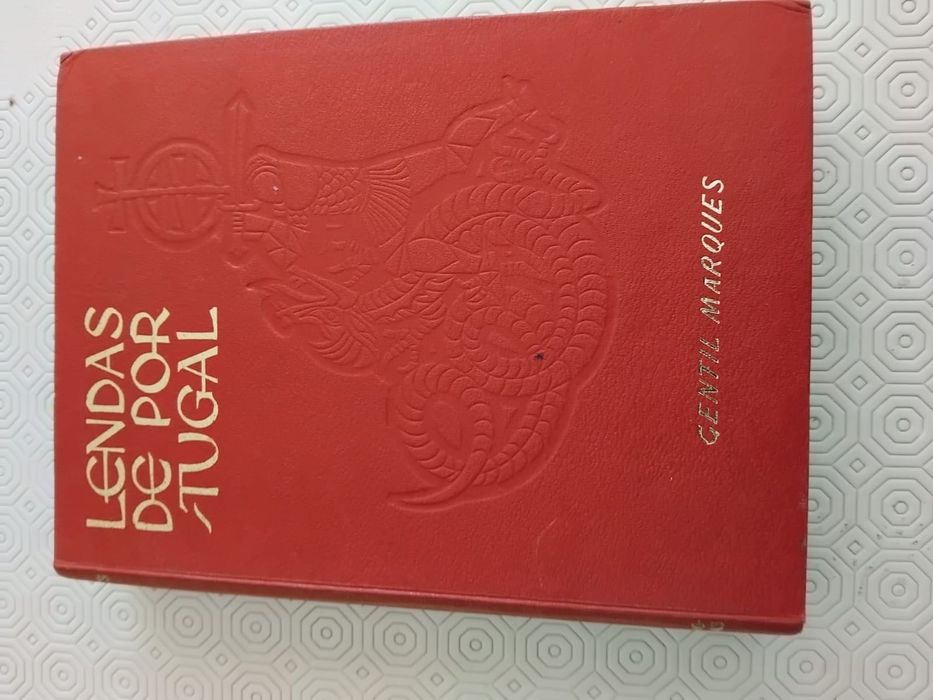 LENDAS
DE POR
TUGAL
GENTIL MARQUES